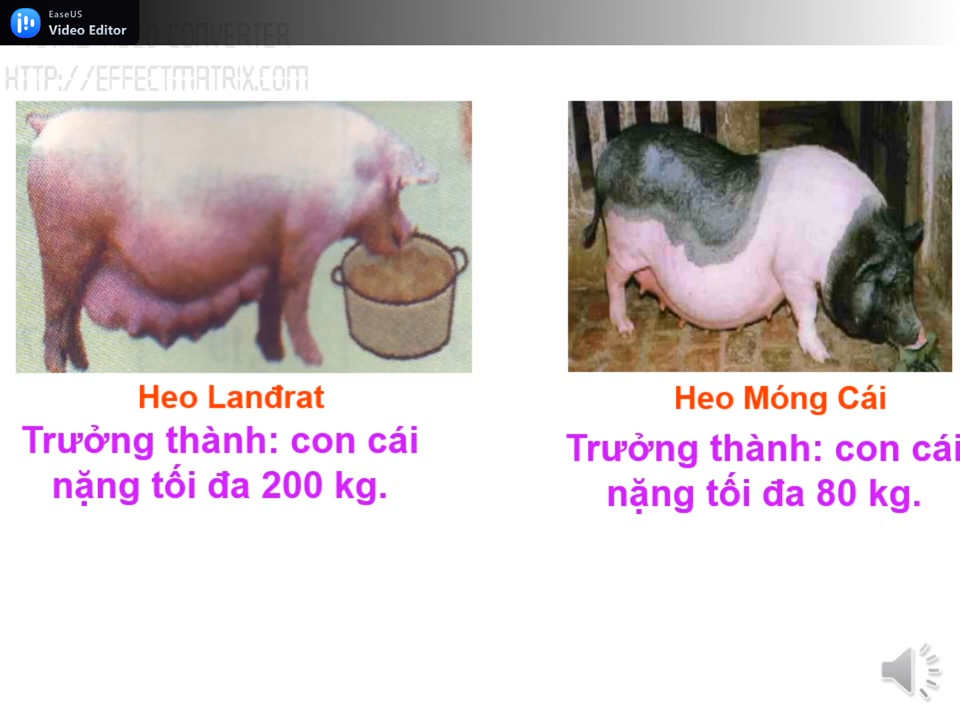 EaseUS
Video Editor
CONVERTER
HTTP://EFFECTMATRIX.COM
Heo Lanđrat
Trưởng thành: con cái
nặng tối đa 200 kg.
Heo Móng Cái
Trưởng thành: con cái
nặng tối đa 80 kg.